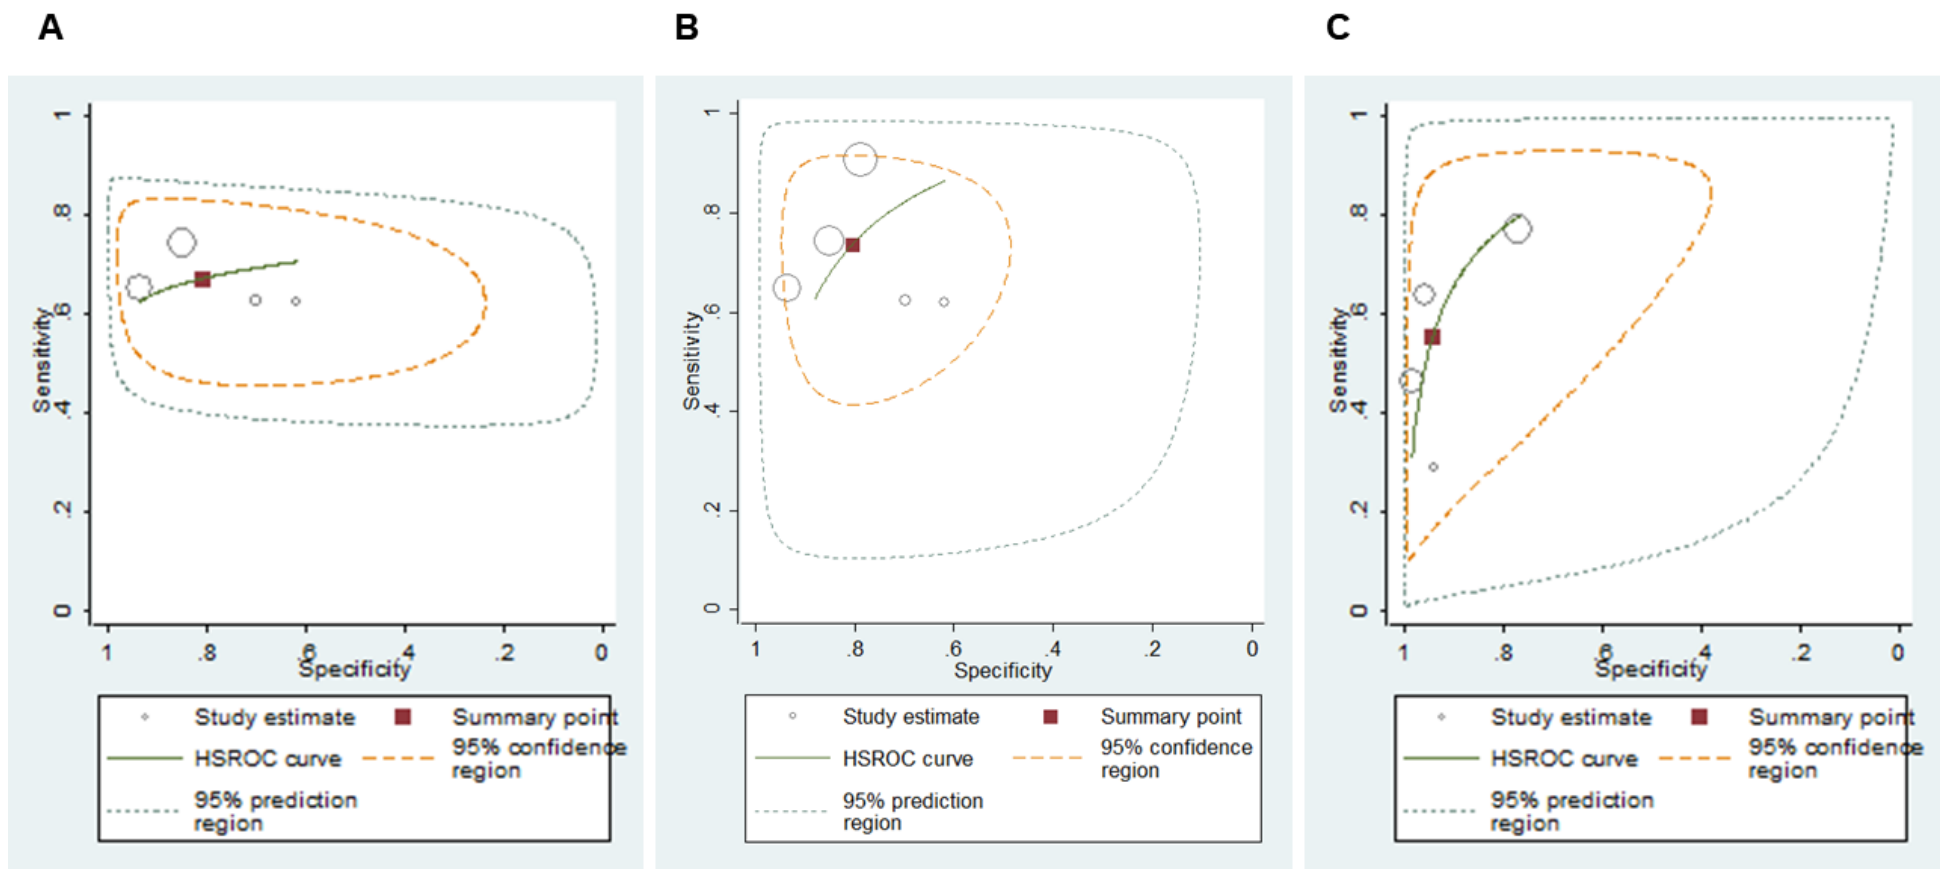 A
B
C
Sensitivity
1
.8
.6
.4
.2
0
1
.8
.6
.4
.2
0
Specificity
Study estimate
Summary point
HSROC curve
95% confidence
region
95% prediction
region
Sensitivity
1
.8
.6
.4
.2
0
1
.8
.6
.4
.2
0
Specificity
Study estimate
Summary point
HSROC curve
95% confidence
region
95% prediction
region
Sensitivity
1
.8
.6
.4
.2
0
1
.8
.6
.4
.2
0
Specificity
Study estimate
Summary point
HSROC curve
95% confidence
region
95% prediction
region